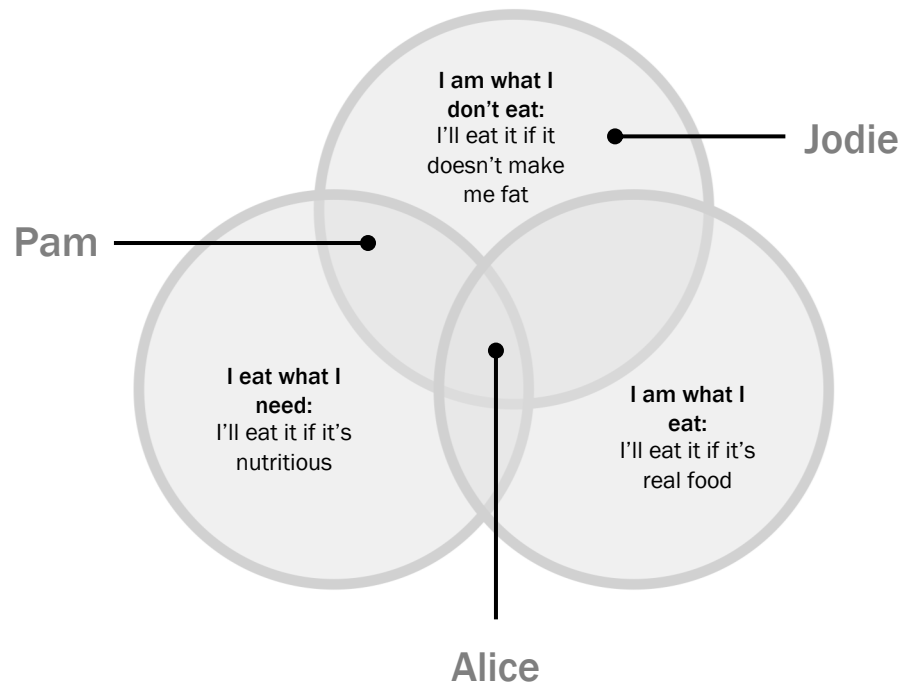 I am what I
don’t eat:
I’ll eat it if it
doesn’t make
me fat
Jodie
Pam
I eat what I
need:
I’ll eat it if it’s
nutritious
I am what I
eat:
I’ll eat it if it’s
real food
Alice